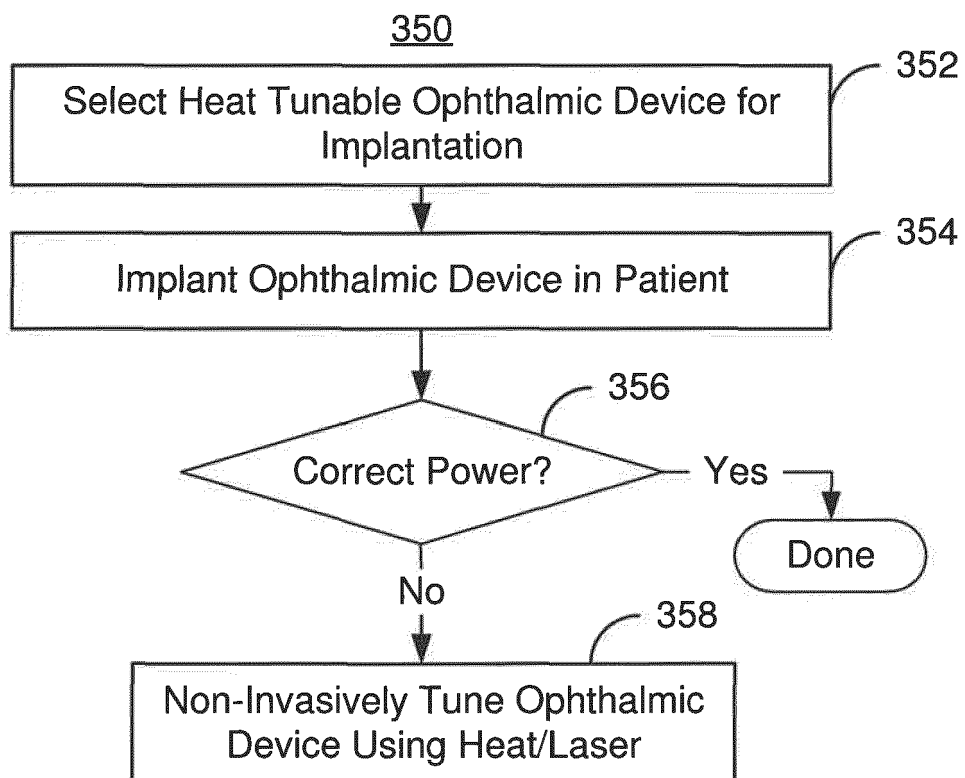 350
352
Select Heat Tunable Ophthalmic Device for
Implantation
354
Implant Ophthalmic Device in Patient
356
Correct Power?
Yes
Done
No
358
Non-Invasively Tune Ophthalmic
Device Using Heat/Laser